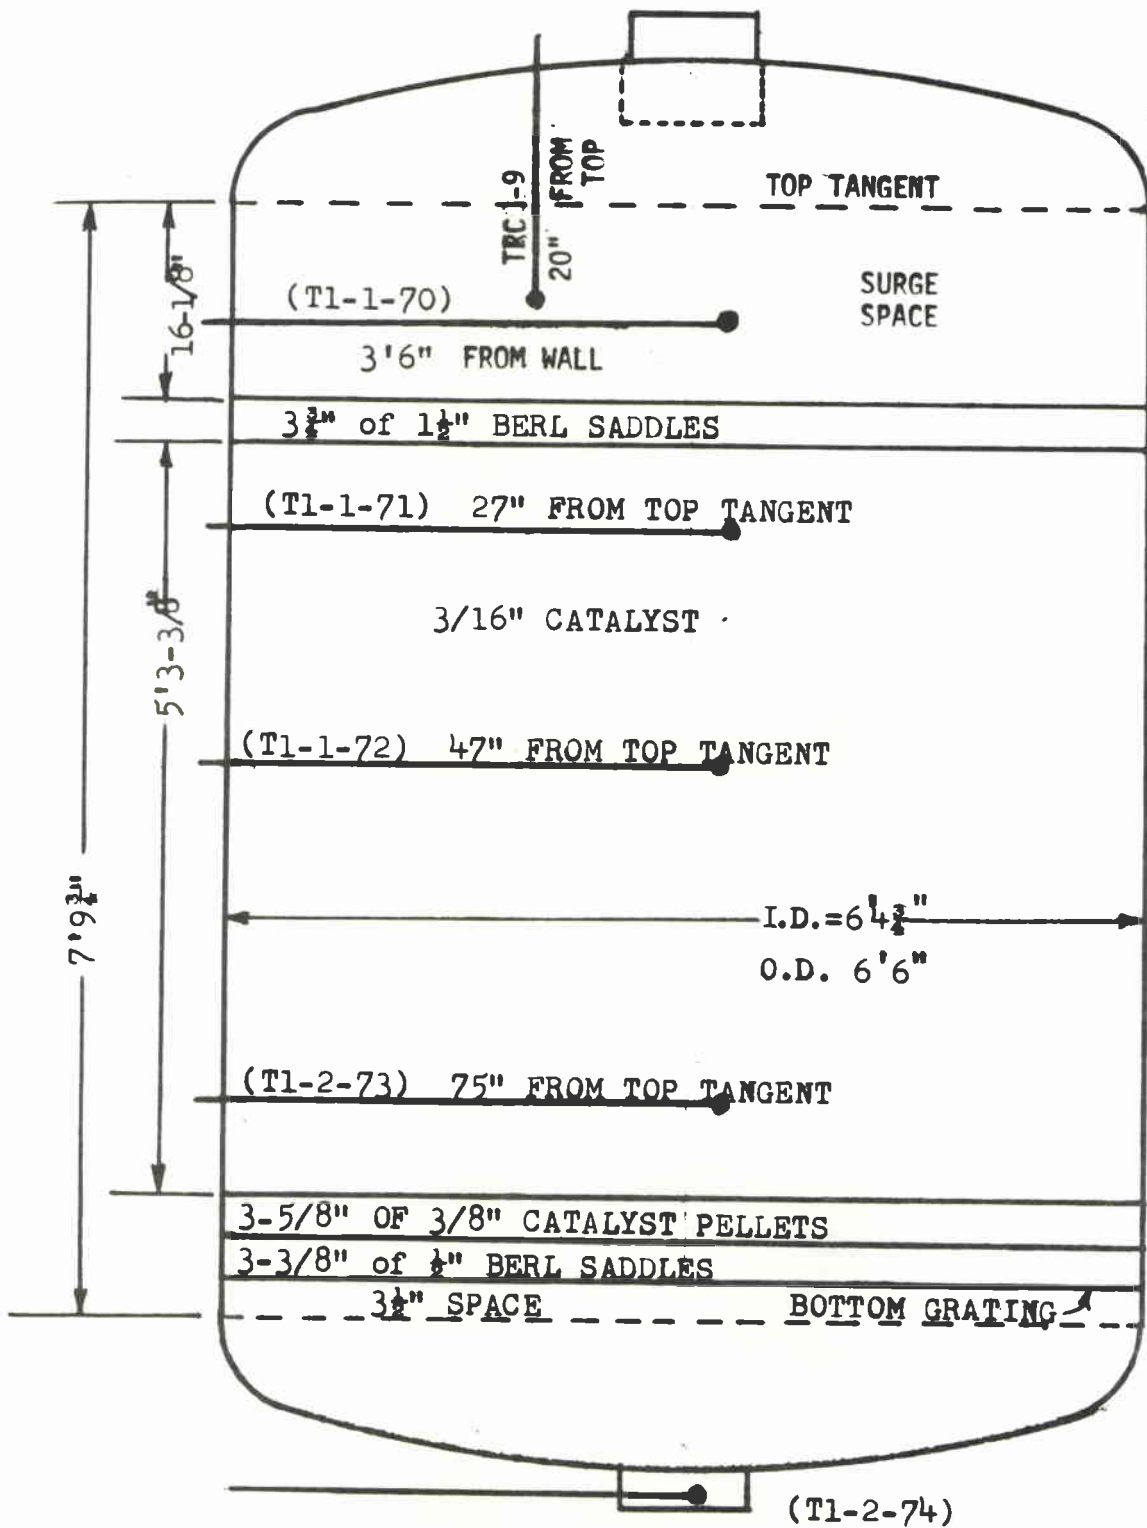 TRC 1-9
20" FROM
TOP
TOP TANGENT
SURGE
SPACE
16-1/8"
(T1-1-70)
3'6" FROM WALL
3¾" of 1½" BERL SADDLES
(T1-1-71) 27" FROM TOP TANGENT
3/16" CATALYST
5'3-3/8"
(T1-1-72) 47" FROM TOP TANGENT
7'9¾"
I.D.=6'4¾"
O.D. 6'6"
(T1-2-73) 75" FROM TOP TANGENT
3-5/8" OF 3/8" CATALYST PELLETS
3-3/8" of ½" BERL SADDLES
3½" SPACE BOTTOM GRATING
(T1-2-74)